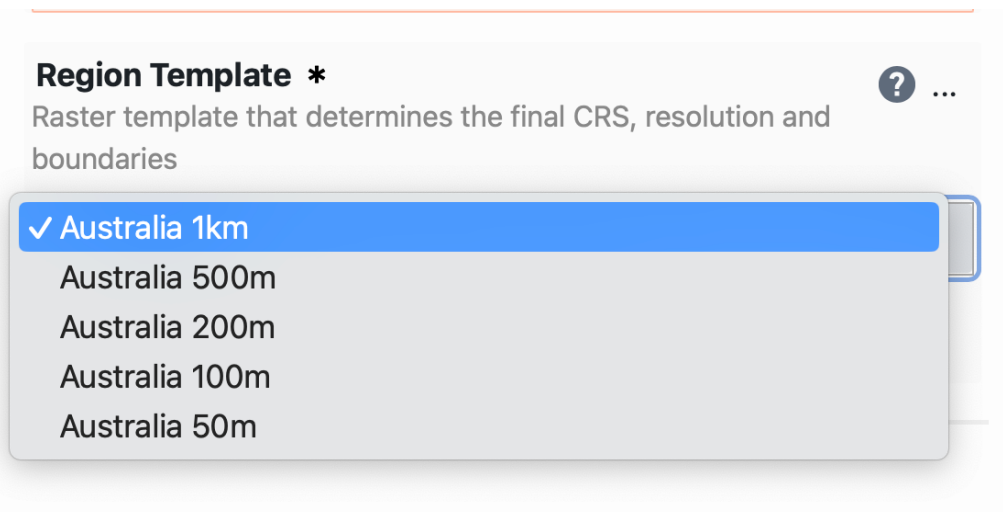 Region Template *
? ...
Raster template that determines the final CRS, resolution and
boundaries
✓ Australia 1km
Australia 500m
Australia 200m
Australia 100m
Australia 50m